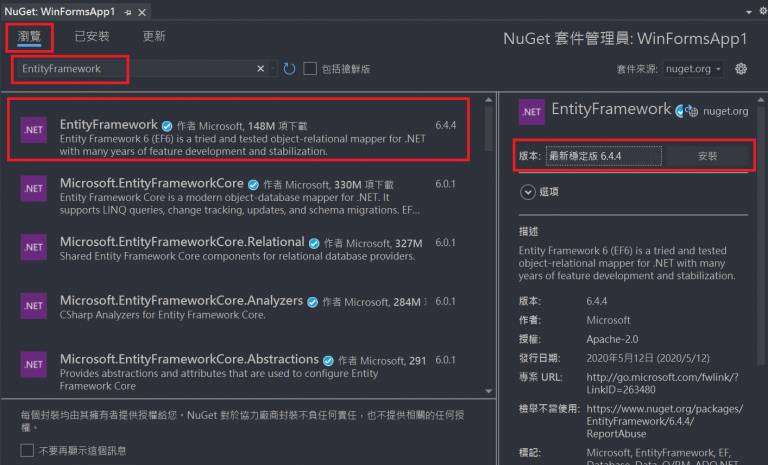 NuGet: WinFormsApp1
瀏覽
已安裝
更新
NuGet 套件管理員: WinFormsApp1
EntityFramework
包括搶鮮版
套件來源: nuget.org
.NET
EntityFramework 作者 Microsoft, 148M 項下載
6.4.4
Entity Framework 6 (EF6) is a tried and tested object-relational mapper for .NET
with many years of feature development and stabilization.
.NET
Microsoft.EntityFrameworkCore 作者 Microsoft, 330M 項下載
6.0.1
Entity Framework Core is a modern object-database mapper for .NET. It
supports LINQ queries, change tracking, updates, and schema migrations. EF...
.NET
Microsoft.EntityFrameworkCore.Relational 作者 Microsoft, 327M
6.0.1
Shared Entity Framework Core components for relational database providers.
.NET
Microsoft.EntityFrameworkCore.Analyzers 作者 Microsoft, 284M
6.0.1
CSharp Analyzers for Entity Framework Core.
.NET
Microsoft.EntityFrameworkCore.Abstractions 作者 Microsoft, 291
6.0.1
Provides abstractions and attributes that are used to configure Entity
Framework Core
每個封裝均由其擁有者提供授權給您。NuGet 對於協力廠商封裝不負任何責任，也不提供相關的任何授
權。
不要再顯示這個訊息
.NET
EntityFramework
nuget.org
版本: 最新穩定版 6.4.4
安裝
選項
描述
Entity Framework 6 (EF6) is a tried and tested
object-relational mapper for .NET with many
years of feature development and stabilization.
版本: 6.4.4
作者: Microsoft
授權: Apache-2.0
發行日期: 2020年5月12日 (2020/5/12)
專案 URL: http://go.microsoft.com/fwlink/?
LinkID=263480
檢舉不當使用: https://www.nuget.org/packages/
EntityFramework/6.4.4/
ReportAbuse
標記: Microsoft, EntityFramework, EF,
Database, Data, O/RM, ADO.NET